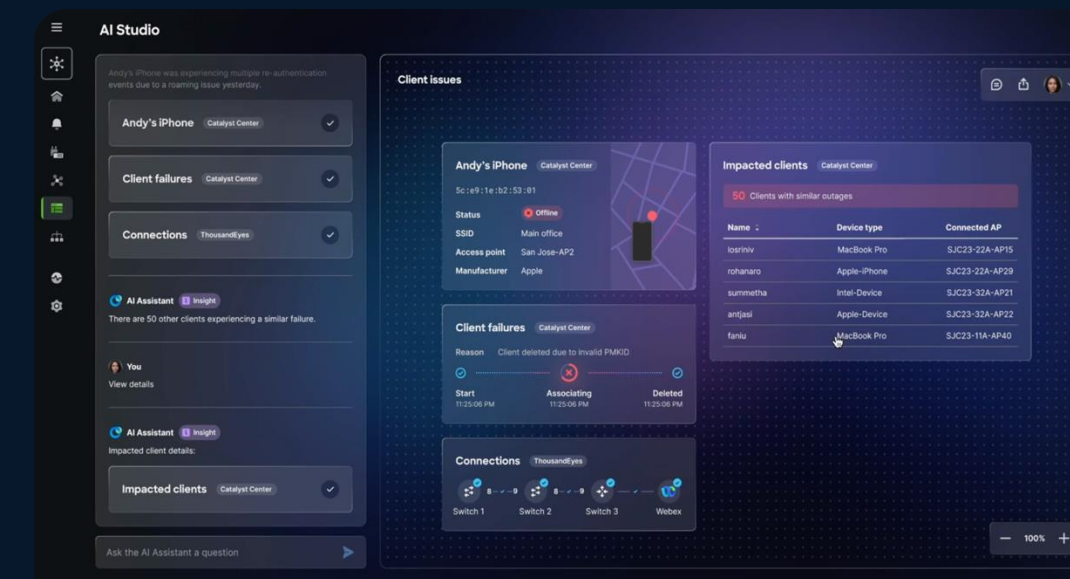 AI Studio
Andy's iPhone was experiencing multiple re-authentication
events due to a roaming issue yesterday.
Andy's iPhone Catalyst Center
Client failures Catalyst Center
Connections ThousandEyes
AI Assistant Insight
There are 50 other clients experiencing a similar failure.
You
View details
AI Assistant Insight
Impacted client details:
Impacted clients Catalyst Center
Ask the AI Assistant a question
Client issues
Andy's iPhone Catalyst Center
5c:e9:1e:b2:53:01
Status Offline
SSID Main office
Access point San Jose-AP2
Manufacturer Apple
Client failures Catalyst Center
Reason Client deleted due to invalid PMKID
Start Associating Deleted
11:25:06 PM 11:25:06 PM 11:25:06 PM
Connections ThousandEyes
8 9 8 9
Switch 1 Switch 2 Switch 3 Webex
Impacted clients Catalyst Center
50 Clients with similar outages
Name Device type Connected AP
losriniv MacBook Pro SJC23-22A-AP15
rohanaro Apple-iPhone SJC23-22A-AP29
summetha Intel-Device SJC23-32A-AP21
antjasi Apple-Device SJC23-32A-AP22
faniu MacBook Pro SJC23-11A-AP40
— 100% +